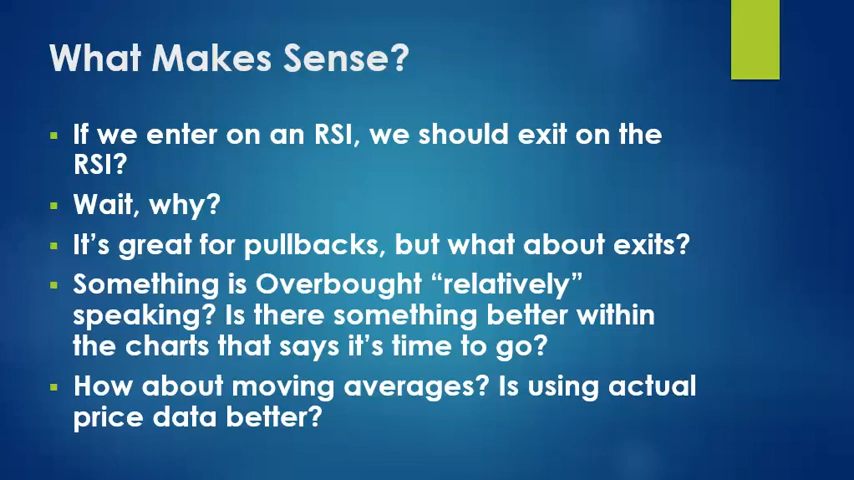 What Makes Sense?
▪ If we enter on an RSI, we should exit on the
RSI?
▪ Wait, why?
▪ It’s great for pullbacks, but what about exits?
▪ Something is Overbought “relatively”
speaking? Is there something better within
the charts that says it’s time to go?
▪ How about moving averages? Is using actual
price data better?